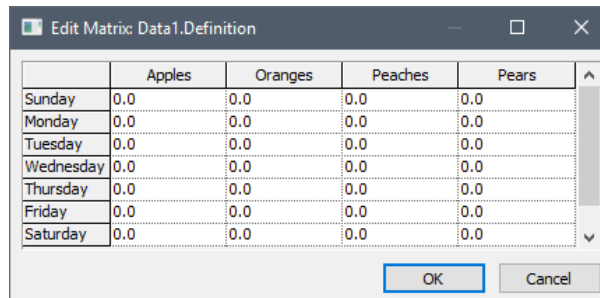 Edit Matrix: Data1.Definition
Apples Oranges Peaches Pears
Sunday 0.0 0.0 0.0 0.0
Monday 0.0 0.0 0.0 0.0
Tuesday 0.0 0.0 0.0 0.0
Wednesday 0.0 0.0 0.0 0.0
Thursday 0.0 0.0 0.0 0.0
Friday 0.0 0.0 0.0 0.0
Saturday 0.0 0.0 0.0 0.0
OK Cancel